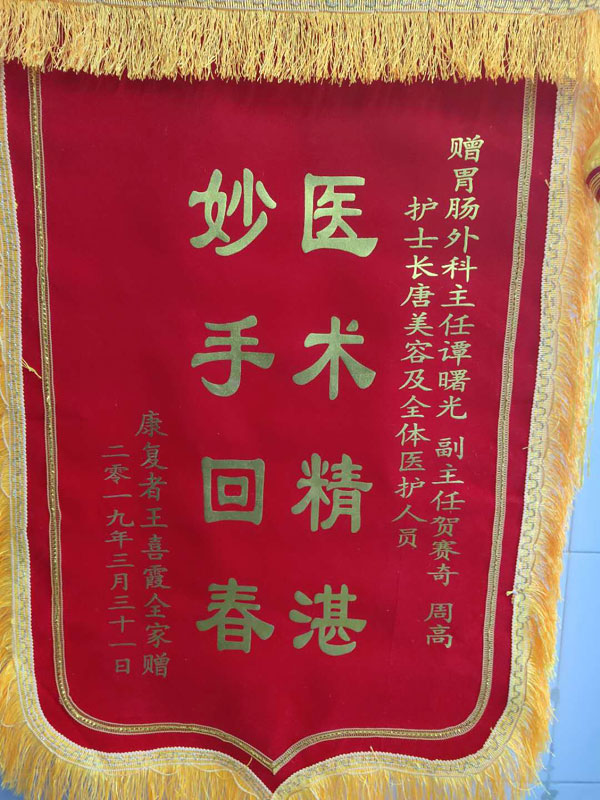 赠胃肠外科主任谭曙光 副主任贺赛奇 周高
护士长唐美容及全体医护人员
医术精湛
妙手回春
康复者王喜霞全家赠
二零一九年三月三十一日